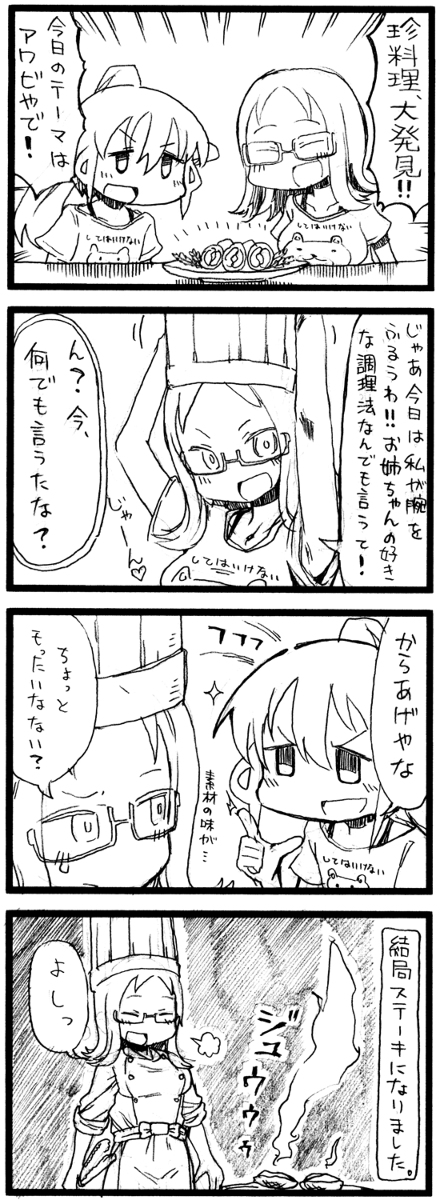 珍料理、大発見!!
今日のテーマは
アワビやで！
してはいけない
してはいけない
じゃあ今日は私が腕を
ふるうわ!!お姉ちゃんの好き
な調理法なんでも言うて！
じゃーん♡
ん？今、
何でも言うたな？
してはいけない
からあげやな
フフフ
ちょっと
もったいなない？
素材の味が…
してはいけない
結局ステーキになりました。
ジュウゥゥ
よしっ